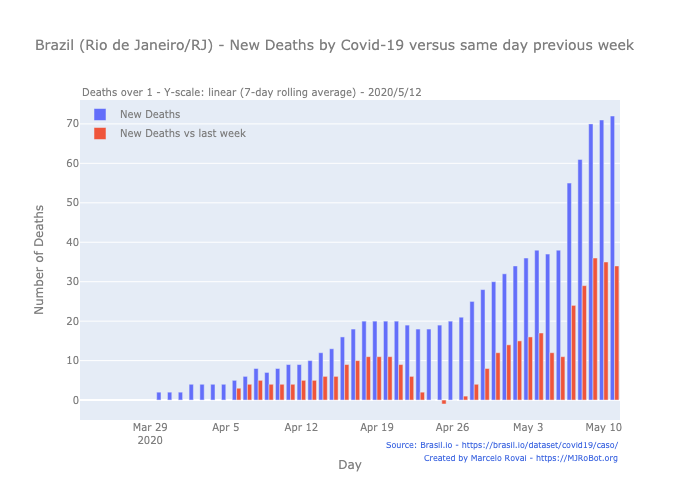 Brazil (Rio de Janeiro/RJ) - New Deaths by Covid-19 versus same day previous week
Deaths over 1 - Y-scale: linear (7-day rolling average) - 2020/5/12
New Deaths
New Deaths vs last week
70
60
50
40
30
20
10
0
Number of Deaths
Mar 29
2020
Apr 5
Apr 12
Apr 19
Apr 26
May 3
May 10
Day
Source: Brasil.io - https://brasil.io/dataset/covid19/caso/
Created by Marcelo Rovai - https://MJRoBot.org